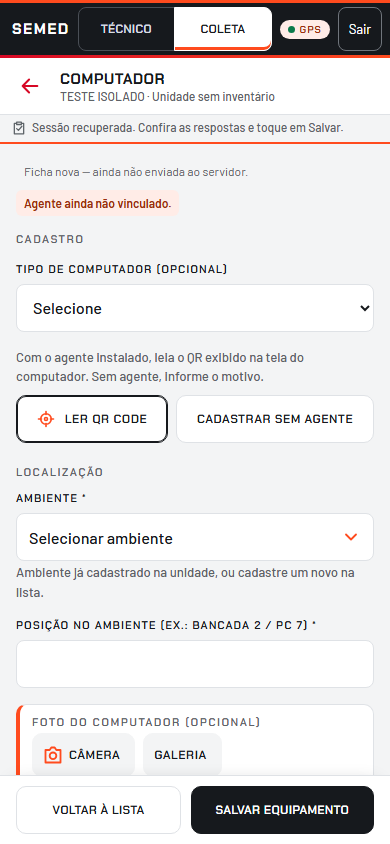 SEMED
TÉCNICO
COLETA
GPS
Sair
COMPUTADOR
TESTE ISOLADO · Unidade sem inventário
Sessão recuperada. Confira as respostas e toque em Salvar.
Ficha nova — ainda não enviada ao servidor.
Agente ainda não vinculado.
CADASTRO
TIPO DE COMPUTADOR (OPCIONAL)
Selecione
Com o agente instalado, leia o QR exibido na tela do
computador. Sem agente, informe o motivo.
LER QR CODE
CADASTRAR SEM AGENTE
LOCALIZAÇÃO
AMBIENTE *
Selecionar ambiente
Ambiente já cadastrado na unidade, ou cadastre um novo na
lista.
POSIÇÃO NO AMBIENTE (EX.: BANCADA 2 / PC 7) *
FOTO DO COMPUTADOR (OPCIONAL)
CÂMERA
GALERIA
VOLTAR À LISTA
SALVAR EQUIPAMENTO